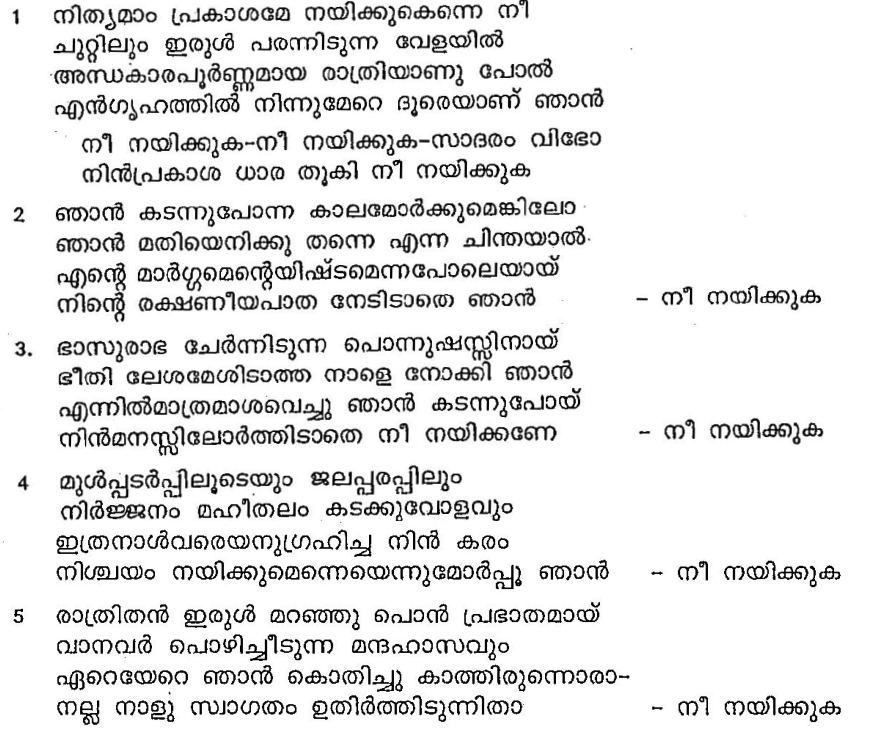 1 നിത്യമാം പ്രകാശമേ നയിക്കുകെന്നെ നീ
ചുറ്റിലും ഇരുൾ പരന്നിടുന്ന വേളയിൽ
അന്ധകാരപൂർണ്ണമായ രാത്രിയാണു പോൽ
എൻഗൃഹത്തിൽ നിന്നുമേറെ ദൂരെയാണ് ഞാൻ
നീ നയിക്കുക-നീ നയിക്കുക-സാദരം വിഭോ
നിൻപ്രകാശ ധാര തൂകി നീ നയിക്കുക
2 ഞാൻ കടന്നുപോന്ന കാലമോർക്കുമെങ്കിലോ
ഞാൻ മതിയെനിക്കു തന്നെ എന്ന ചിന്തയാൽ
എന്റെ മാർഗ്ഗമെന്റെയിഷ്ടമെന്നപോലെയായ്
നിന്റെ രക്ഷണീയപാത നേടിടാതെ ഞാൻ – നീ നയിക്കുക
3. ഭാസുരാഭ ചേർന്നിടുന്ന പൊന്നുഷസ്സിനായ്
ഭീതി ലേശമേശിടാത്ത നാളെ നോക്കി ഞാൻ
എന്നിൽമാത്രമാശവെച്ചു ഞാൻ കടന്നുപോയ്
നിൻമനസ്സിലോർത്തിടാതെ നീ നയിക്കണേ – നീ നയിക്കുക
4 മുൾപ്പടർപ്പിലൂടെയും ജലപ്പരപ്പിലും
നിർജ്ജനം മഹീതലം കടക്കുവോളവും
ഇത്രനാൾവരെയനുഗ്രഹിച്ച നിൻ കരം
നിശ്ചയം നയിക്കുമെന്നെയെന്നുമോർപ്പൂ ഞാൻ – നീ നയിക്കുക
5 രാത്രിതൻ ഇരുൾ മറഞ്ഞു പൊൻ പ്രഭാതമായ്
വാനവർ പൊഴിച്ചീടുന്ന മന്ദഹാസവും
ഏറെയേറെ ഞാൻ കൊതിച്ചു കാത്തിരുന്നൊരാ–
നല്ല നാളു സ്വാഗതം ഉതിർത്തിടുന്നിതാ – നീ നയിക്കുക